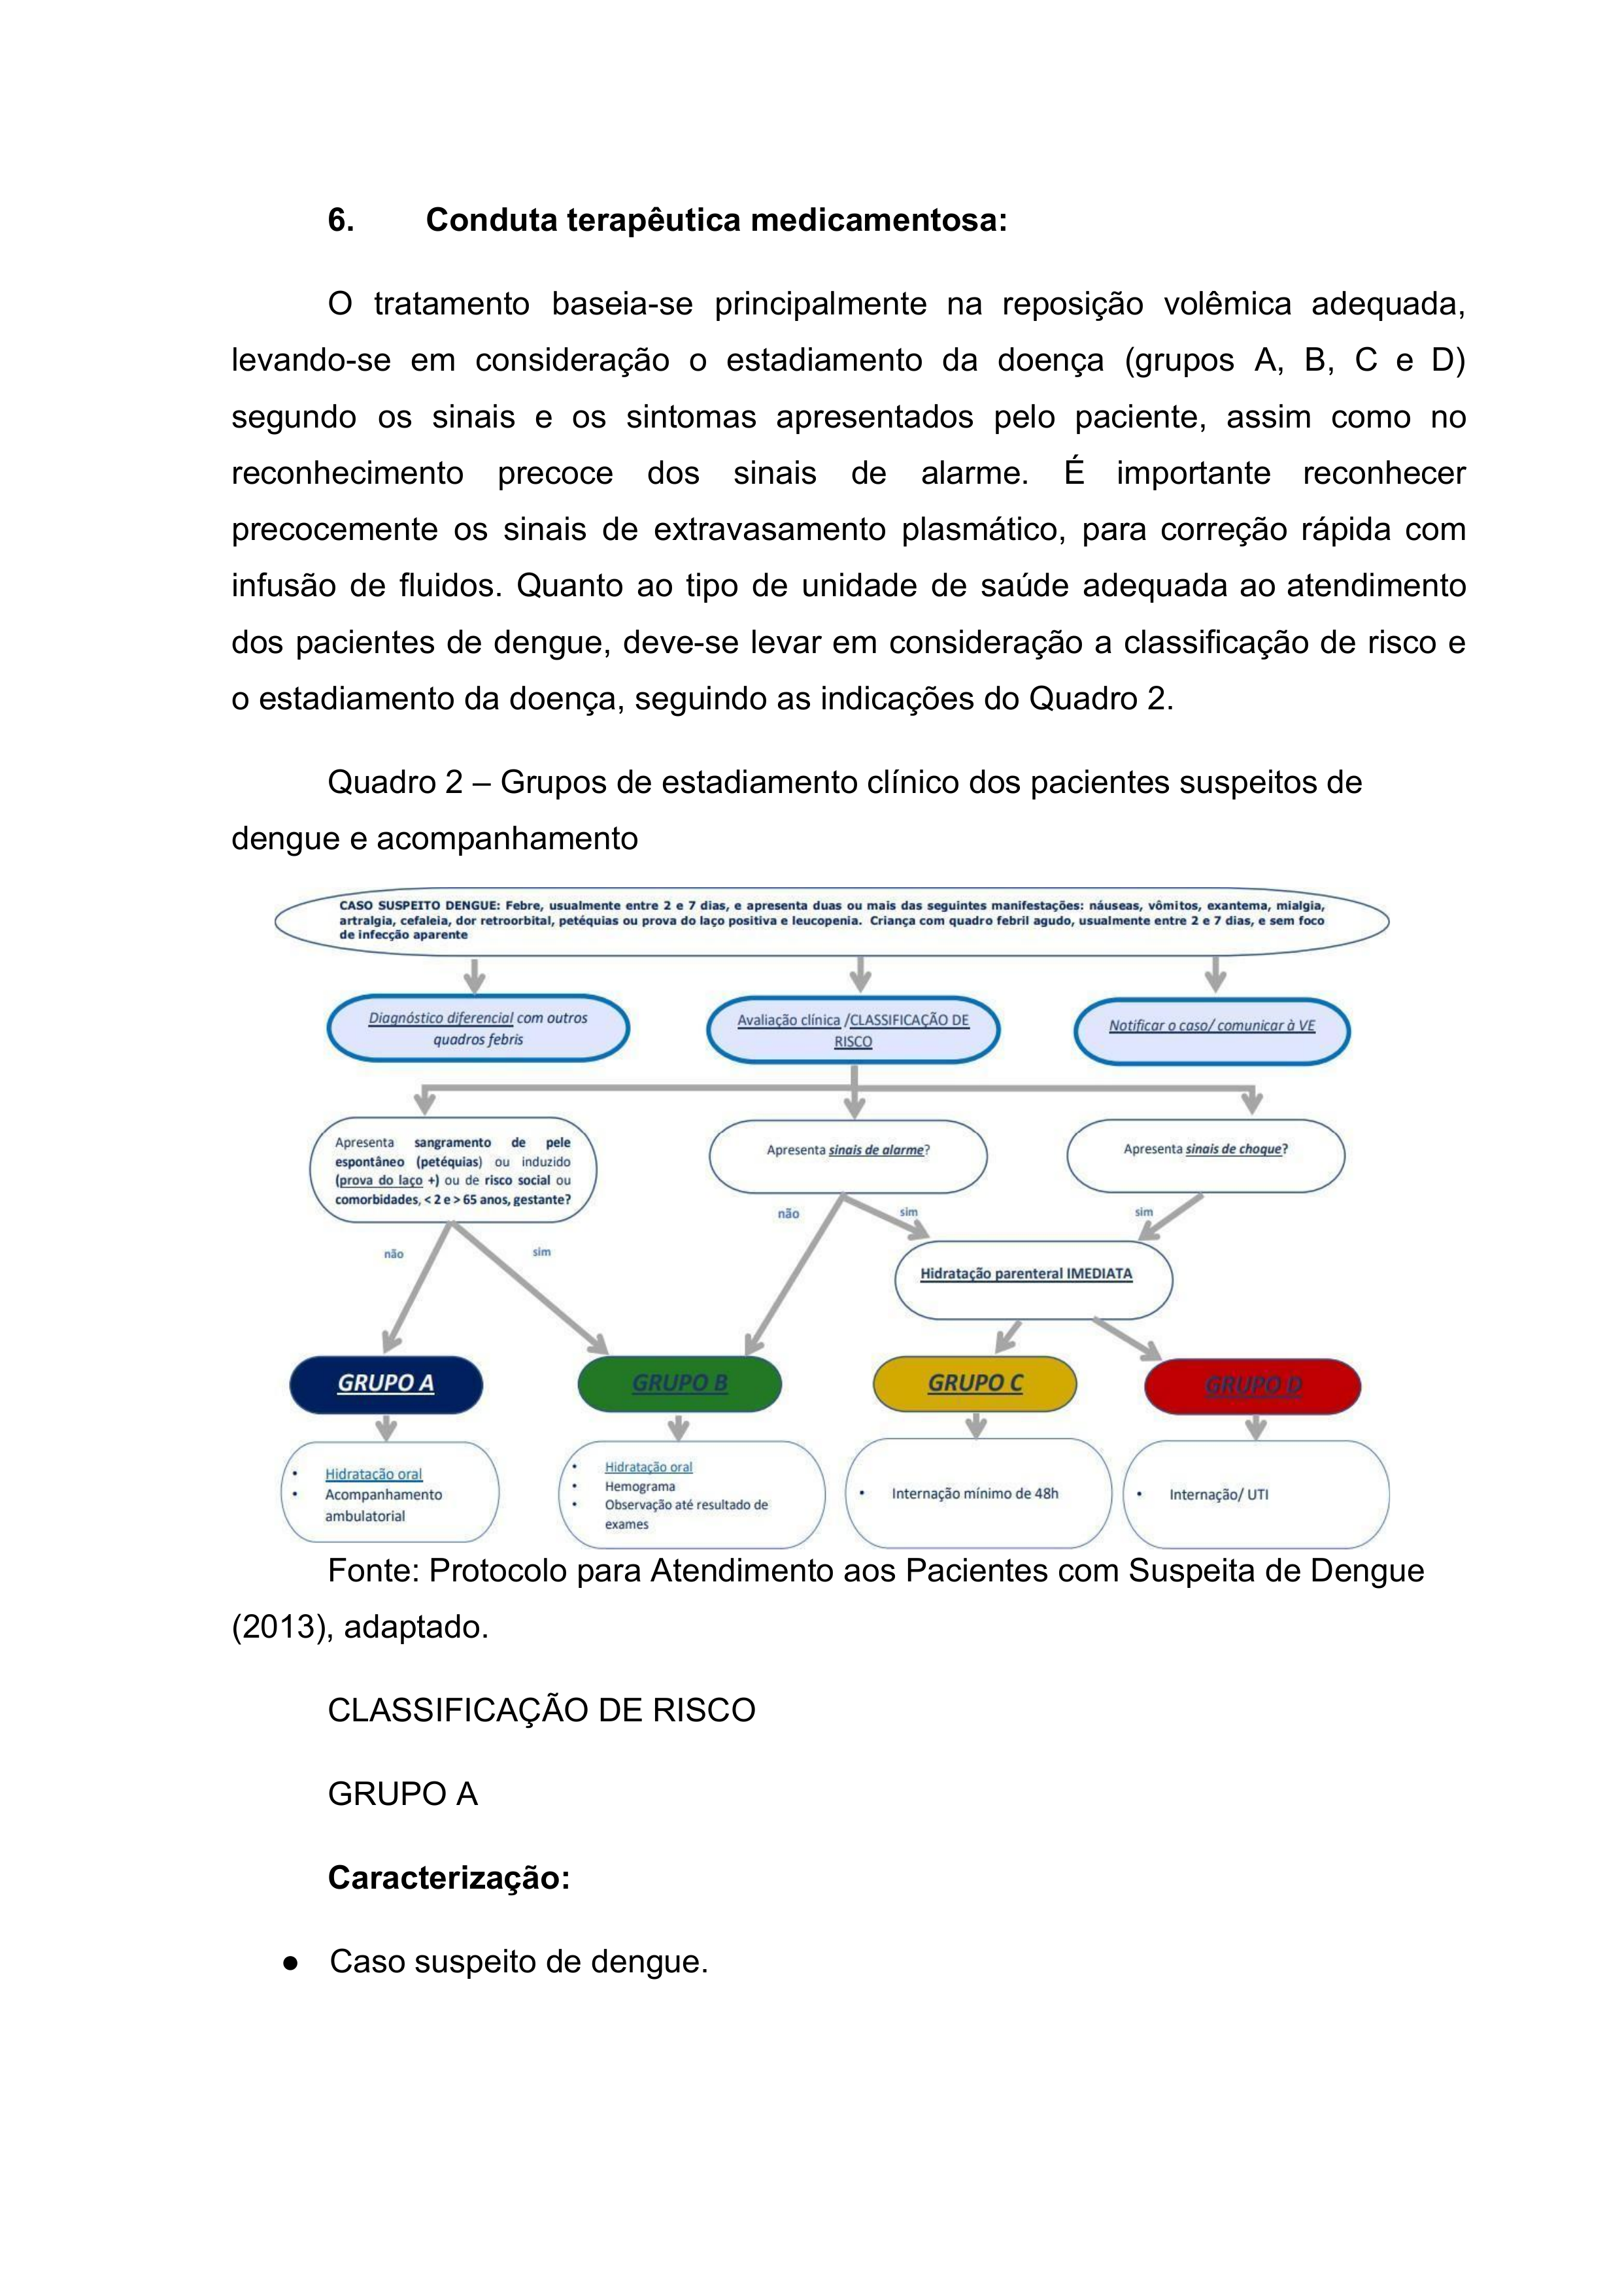 6. Conduta terapêutica medicamentosa:
O tratamento baseia-se principalmente na reposição volêmica adequada,
levando-se em consideração o estadiamento da doença (grupos A, B, C e D)
segundo os sinais e os sintomas apresentados pelo paciente, assim como no
reconhecimento precoce dos sinais de alarme. É importante reconhecer
precocemente os sinais de extravasamento plasmático, para correção rápida com
infusão de fluidos. Quanto ao tipo de unidade de saúde adequada ao atendimento
dos pacientes de dengue, deve-se levar em consideração a classificação de risco e
o estadiamento da doença, seguindo as indicações do Quadro 2.
Quadro 2 – Grupos de estadiamento clínico dos pacientes suspeitos de
dengue e acompanhamento
CASO SUSPEITO DENGUE: Febre, usualmente entre 2 e 7 dias, e apresenta duas ou mais das seguintes manifestações: náuseas, vômitos, exantema, mialgia,
artralgia, cefaleia, dor retroorbital, petéquias ou prova do laço positiva e leucopenia. Criança com quadro febril agudo, usualmente entre 2 e 7 dias, e sem foco
de infecção aparente
Diagnóstico diferencial com outros
quadros febris
Avaliação clínica /CLASSIFICAÇÃO DE
RISCO
Notificar o caso/ comunicar à VE
Apresenta sangramento de pele
espontâneo (petéquias) ou induzido
(prova do laço +) ou de risco social ou
comorbidades, < 2 e > 65 anos, gestante?
Apresenta sinais de alarme?
Apresenta sinais de choque?
não
sim
não
sim
sim
Hidratação parenteral IMEDIATA
GRUPO A
GRUPO B
GRUPO C
GRUPO D
• Hidratação oral
• Acompanhamento
ambulatorial
• Hidratação oral
• Hemograma
• Observação até resultado de
exames
• Internação mínimo de 48h
• Internação/ UTI
Fonte: Protocolo para Atendimento aos Pacientes com Suspeita de Dengue
(2013), adaptado.
CLASSIFICAÇÃO DE RISCO
GRUPO A
Caracterização:
● Caso suspeito de dengue.